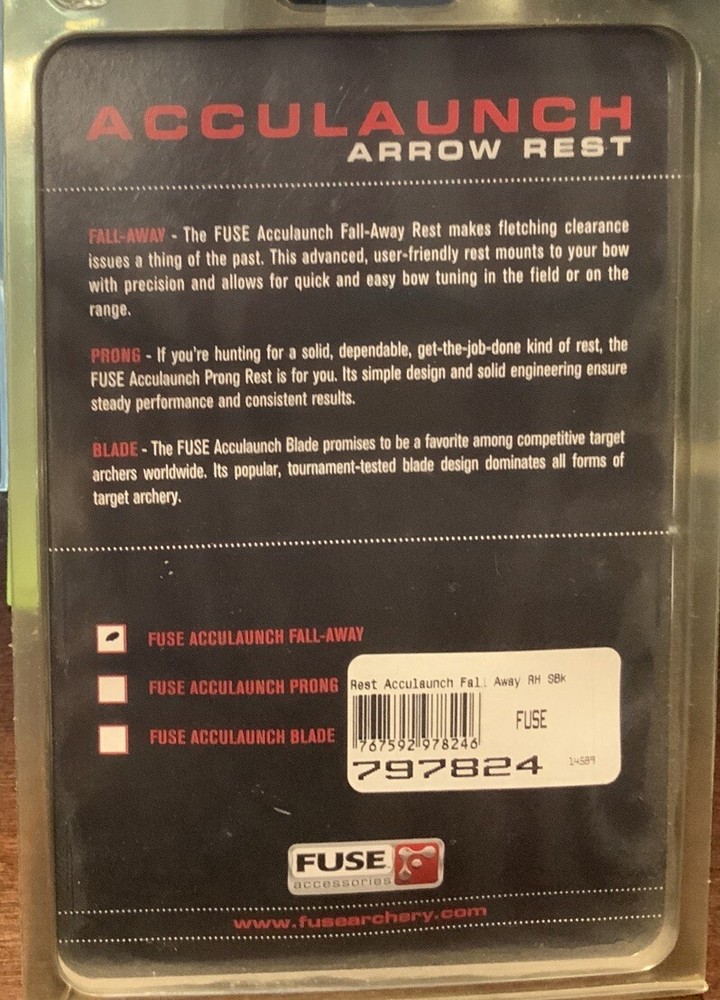 ACCULAUNCH
ARROW REST
FALL-AWAY - The FUSE Acculaunch Fall-Away Rest makes fletching clearance
issues a thing of the past. This advanced, user-friendly rest mounts to your bow
with precision and allows for quick and easy bow tuning in the field or on the
range.
PRONG - If you're hunting for a solid, dependable, get-the-job-done kind of rest, the
FUSE Acculaunch Prong Rest is for you. Its simple design and solid engineering ensure
steady performance and consistent results.
BLADE - The FUSE Acculaunch Blade promises to be a favorite among competitive target
archers worldwide. Its popular, tournament-tested blade design dominates all forms of
target archery.
FUSE ACCULAUNCH FALL-AWAY
FUSE ACCULAUNCH PRONG
FUSE ACCULAUNCH BLADE
Rest Acculaunch Fall Away RH SBk
FUSE
767592 978246
797824
14589
FUSE
accessories
www.fusearchery.com